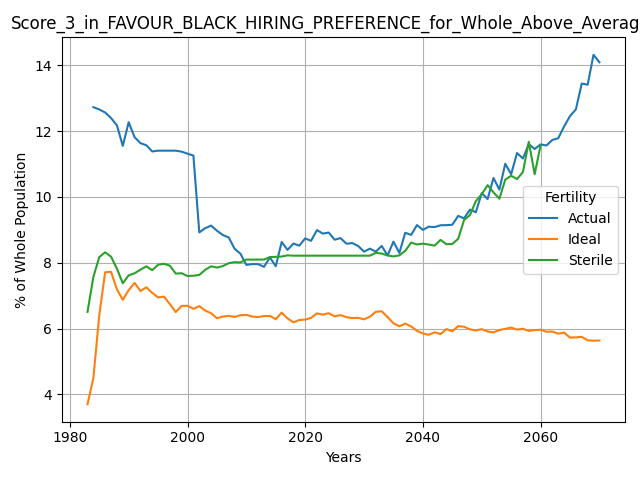 Score_3_in_FAVOUR_BLACK_HIRING_PREFERENCE_for_Whole_Above_Averag
14
12
10
8
6
4
% of Whole Population
Fertility
Actual
Ideal
Sterile
1980
2000
2020
2040
2060
Years